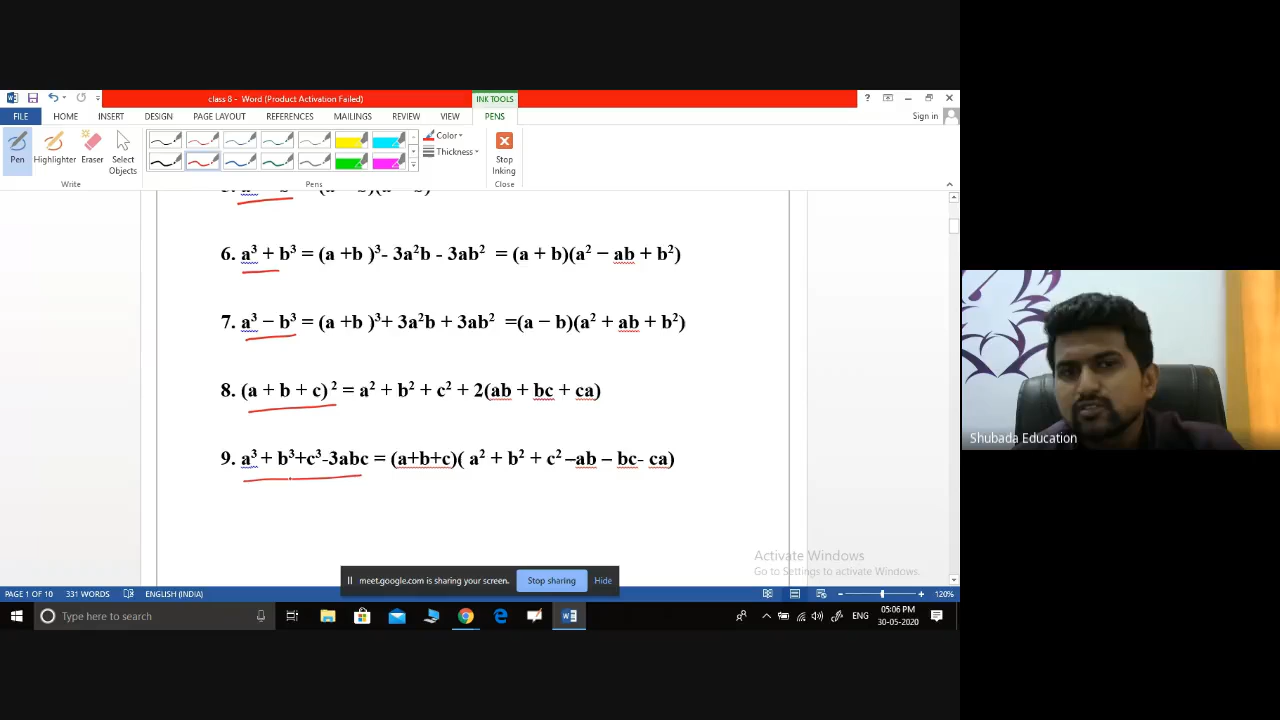 class 8 - Word (Product Activation Failed)
INK TOOLS
FILE HOME INSERT DESIGN PAGE LAYOUT REFERENCES MAILINGS REVIEW VIEW PENS Sign in
Pen Highlighter Eraser Select Objects
Color
Thickness
Stop Inking
Write Pens Close
6. a³ + b³ = (a +b )³- 3a²b - 3ab² = (a + b)(a² − ab + b²)
7. a³ − b³ = (a +b )³+ 3a²b + 3ab² =(a − b)(a² + ab + b²)
8. (a + b + c) ² = a² + b² + c² + 2(ab + bc + ca)
Shubada Education
9. a³ + b³+c³-3abc = (a+b+c)( a² + b² + c² –ab – bc- ca)
Activate Windows
Go to Settings to activate Windows.
meet.google.com is sharing your screen. Stop sharing Hide
PAGE 1 OF 10 331 WORDS ENGLISH (INDIA) 120%
Type here to search
ENG
05:06 PM
30-05-2020